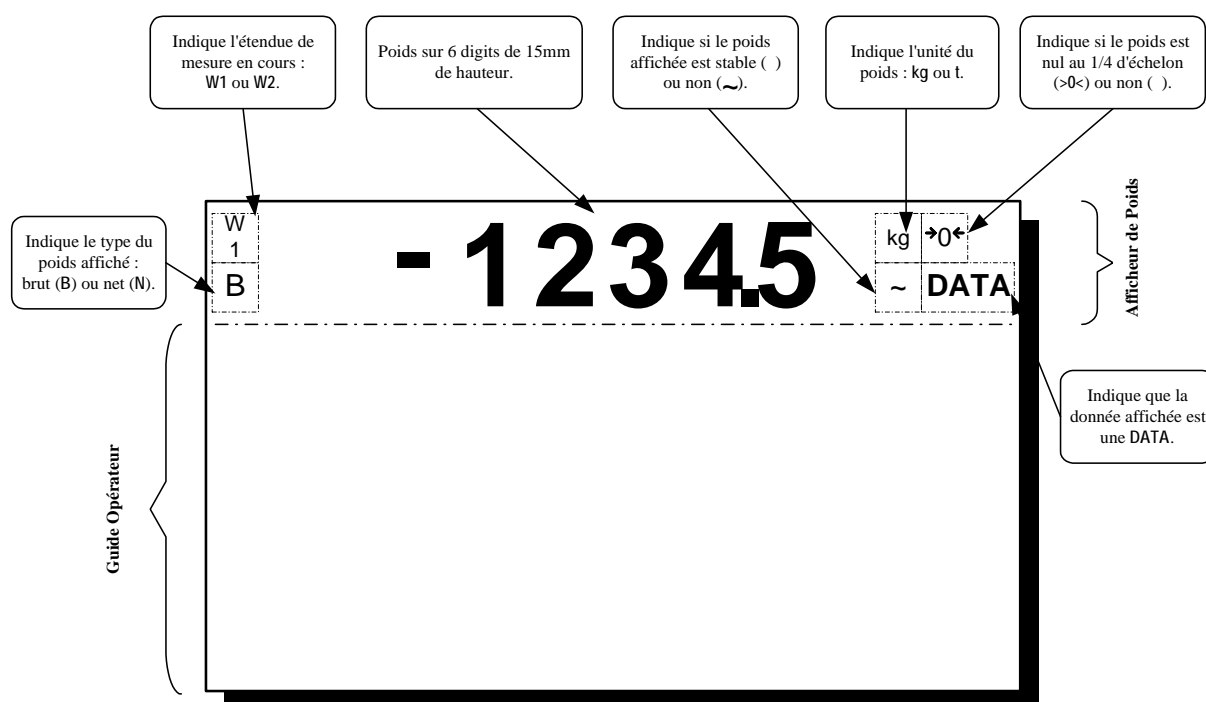 Indique l'étendue de
mesure en cours :
W1 ou W2.
Poids sur 6 digits de 15mm
de hauteur.
Indique si le poids
affichée est stable ( )
ou non (~).
Indique l'unité du
poids : kg ou t.
Indique si le poids est
nul au 1/4 d'échelon
(>0<) ou non ( ).
Indique le type du
poids affiché :
brut (B) ou net (N).
W
1
B
-1234.5
kg
→0←
~
DATA
Afficheur de Poids
Indique que la
donnée affichée est
une DATA.
Guide Opérateur